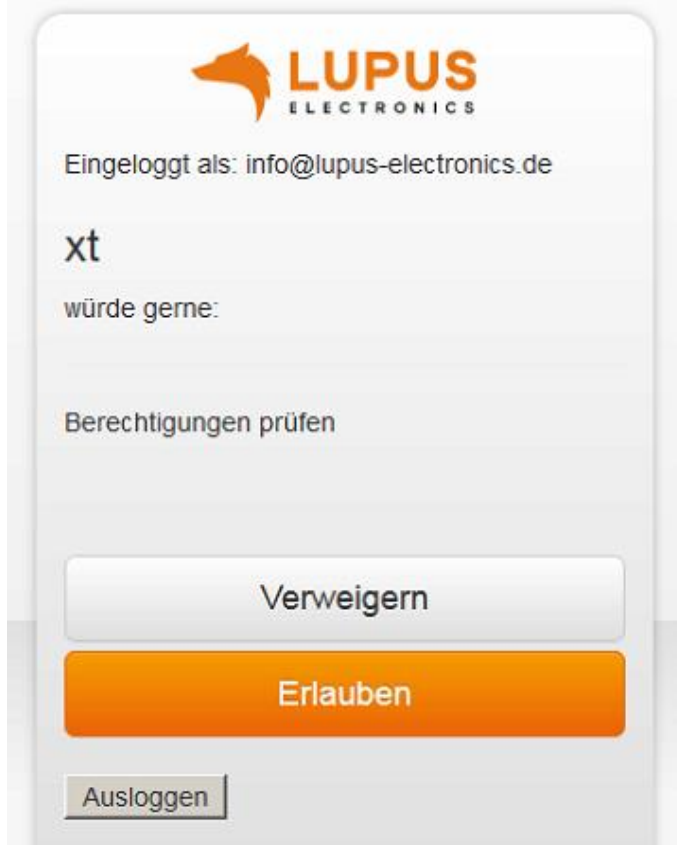 LUPUS
ELECTRONICS
Eingeloggt als: info@lupus-electronics.de
xt
würde gerne:
Berechtigungen prüfen
Verweigern
Erlauben
Ausloggen